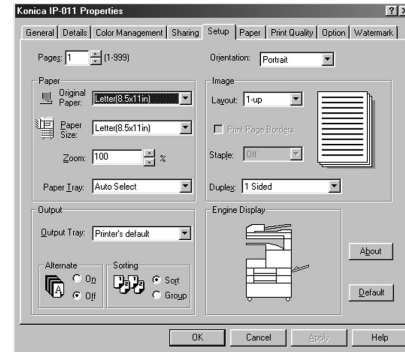 Konica IP-011 Properties
General Details Color Management Sharing Setup Paper Print Quality Option Watermark
Pages: 1 (1-999)
Orientation: Portrait
Paper
Original Paper: Letter(8.5x11in)
Paper Size: Letter(8.5x11in)
Zoom: 100 %
Paper Tray: Auto Select
Image
Layout: 1-up
Print Page Borders
Staple: Off
Duplex: 1 Sided
Output
Output Tray: Printer's default
Alternate
On
Off
Sorting
Sort
Group
Engine Display
About
Default
OK Cancel Apply Help